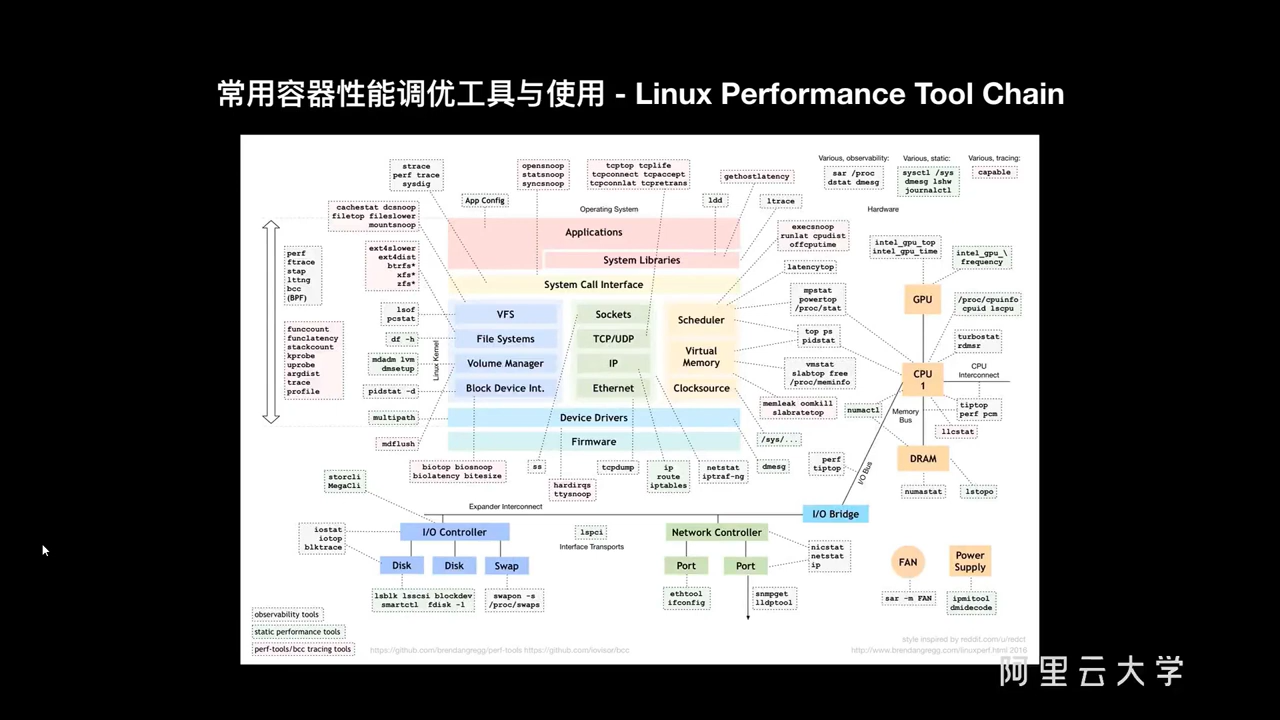 常用容器性能调优工具与使用 - Linux Performance Tool Chain
strace
perf trace
sysdig
opensnoop
statsnoop
syncsnoop
tcptop tcplife
tcpconnect tcpaccept
tcpconnlat tcpretrans
gethostlatency
Various, observability:
sar /proc
dstat dmesg
Various, static:
sysctl /sys
dmesg lshw
journalctl
Various, tracing:
capable
App Config
Operating System
ldd
ltrace
Hardware
cachestat dcsnoop
filetop fileslower
mountsnoop
perf
ftrace
stap
lttng
bcc
(BPF)
ext4slower
ext4dist
btrfs*
xfs*
zfs*
funccount
funclatency
stackcount
kprobe
uprobe
argdist
trace
profile
lsof
pcstat
df -h
mdadm lvm
dmsetup
pidstat -d
multipath
mdflush
Linux Kernel
Applications
System Libraries
System Call Interface
VFS
File Systems
Volume Manager
Block Device Int.
Sockets
TCP/UDP
IP
Ethernet
Scheduler
Virtual
Memory
Clocksource
Device Drivers
Firmware
execsnoop
runlat cpudist
offcputime
latencytop
mpstat
powertop
/proc/stat
top ps
pidstat
vmstat
slabtop free
/proc/meminfo
memleak oomkill
slabratetop
/sys/...
dmesg
intel_gpu_top
intel_gpu_time
intel_gpu_\
frequency
GPU
/proc/cpuinfo
cpuid lscpu
turbostat
rdmsr
CPU
1
CPU
Interconnect
numactl
Memory
Bus
tiptop
perf pcm
llcstat
DRAM
perf
tiptop
I/O Bus
numastat
lstopo
biotop biosnoop
biolatency bitesize
ss
hardirqs
ttysnoop
tcpdump
ip
route
iptables
netstat
iptraf-ng
storcli
MegaCli
Expander Interconnect
I/O Bridge
iostat
iotop
blktrace
I/O Controller
lspci
Interface Transports
Network Controller
Disk
Disk
Swap
Port
Port
nicstat
netstat
ip
FAN
Power
Supply
lsblk lsscsi blockdev
smartctl fdisk -l
swapon -s
/proc/swaps
ethtool
ifconfig
snmpget
lldptool
sar -m FAN
ipmitool
dmidecode
observability tools
static performance tools
perf-tools/bcc tracing tools
https://github.com/brendangregg/perf-tools https://github.com/iovisor/bcc
style inspired by reddit.com/u/redct
http://www.brendangregg.com/linuxperf.html 2016
阿里云大学